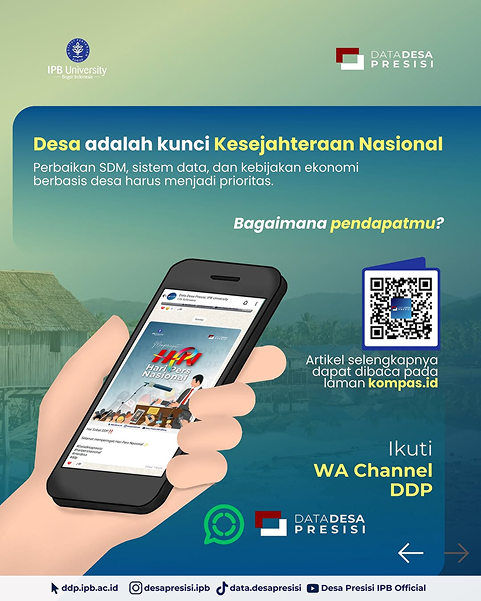 IPB University
Bogor Indonesia
DATA DESA
PRESISI
Desa adalah kunci Kesejahteraan Nasional
Perbaikan SDM, sistem data, dan kebijakan ekonomi
berbasis desa harus menjadi prioritas.
Bagaimana pendapatmu?
Data Desa Presisi, IPB University
HPN
Hari Pers
Nasional
Artikel selengkapnya
dapat dibaca pada
laman kompas.id
Ikuti
WA Channel
DDP
DATA DESA
PRESISI
ddp.ipb.ac.id
desapresisi.ipb
data.desapresisi
Desa Presisi IPB Official